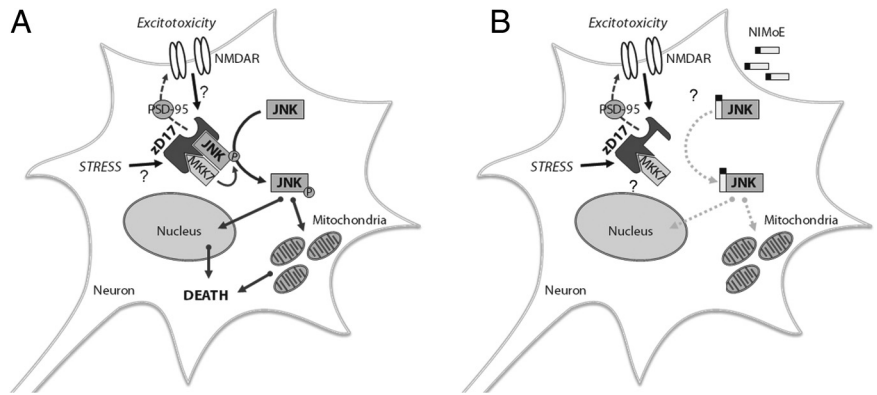 A
Excitotoxicity
NMDAR
?
PSD-95
zD17
JNK
JNK
P
MKK7
STRESS
?
JNK
P
Nucleus
Mitochondria
DEATH
Neuron
B
Excitotoxicity
NIMoE
NMDAR
?
?
PSD-95
JNK
zD17
STRESS
MKK7
?
?
JNK
Nucleus
Mitochondria
Neuron